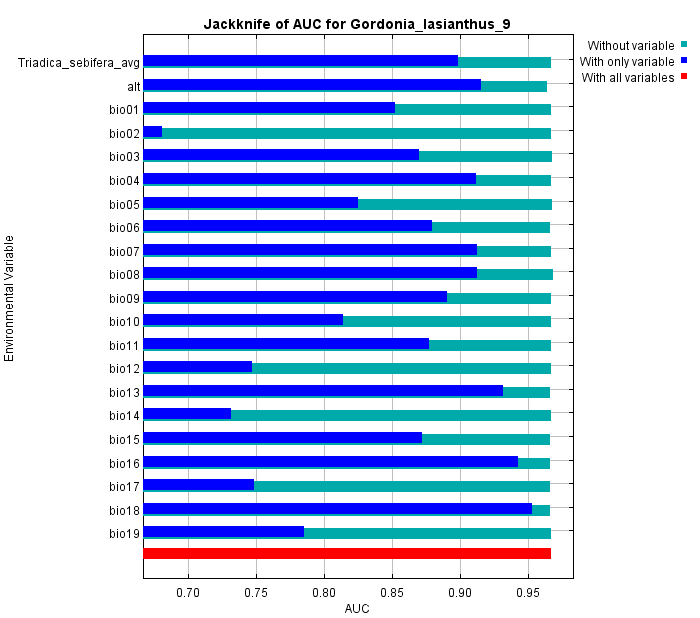 Jackknife of AUC for Gordonia_lasianthus_9
Without variable
With only variable
With all variables
Environmental Variable
Triadica_sebifera_avg
alt
bio01
bio02
bio03
bio04
bio05
bio06
bio07
bio08
bio09
bio10
bio11
bio12
bio13
bio14
bio15
bio16
bio17
bio18
bio19
0.70 0.75 0.80 0.85 0.90 0.95
AUC